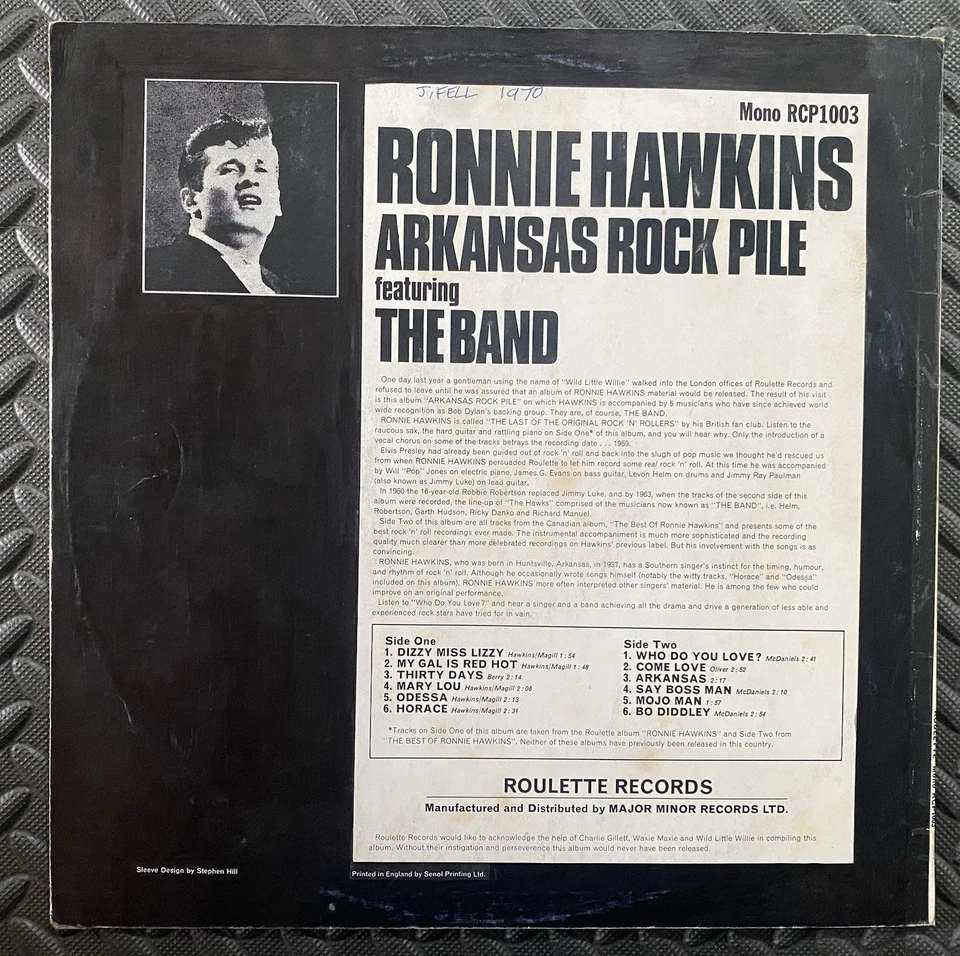 J. FELL 1970
Mono RCP1003
RONNIE HAWKINS
ARKANSAS ROCK PILE
featuring
THE BAND
One day last year a gentleman using the name of "Wild Little Willie" walked into the London offices of Roulette Records and
refused to leave until he was assured that an album of RONNIE HAWKINS material would be released. The result of his visit
is this album "ARKANSAS ROCK PILE" on which HAWKINS is accompanied by 5 musicians who have since achieved world
wide recognition as Bob Dylan's backing group. They are, of course, THE BAND.
RONNIE HAWKINS is called "THE LAST OF THE ORIGINAL ROCK 'N' ROLLERS" by his British fan club. Listen to the
raucous sax, the hard guitar and rattling piano on Side One* of this album, and you will hear why. Only the introduction of a
vocal chorus on some of the tracks betrays the recording date . . . 1959.
Elvis Presley had already been guided out of rock 'n' roll and back into the slugh of pop music we thought he'd rescued us
from when RONNIE HAWKINS persuaded Roulette to let him record some real rock 'n' roll. At this time he was accompanied
by Will "Pop" Jones on electric piano, James G. Evans on bass guitar, Levon Helm on drums and Jimmy Ray Paulman
(also known as Jimmy Luke) on lead guitar.
In 1960 the 16-year-old Robbie Robertson replaced Jimmy Luke, and by 1963, when the tracks of the second side of this
album were recorded, the line-up of "The Hawks" comprised of the musicians now known as "THE BAND", i.e. Helm,
Robertson, Garth Hudson, Ricky Danko and Richard Manuel.
Side Two of this album are all tracks from the Canadian album, "The Best Of Ronnie Hawkins" and presents some of the
best rock 'n' roll recordings ever made. The instrumental accompaniment is much more sophisticated and the recording
quality much clearer than more celebrated recordings on Hawkins' previous label. But his involvement with the songs is as
convincing.
RONNIE HAWKINS, who was born in Huntsville, Arkansas, in 1937, has a Southern singer's instinct for the timing, humour,
and rhythm of rock 'n' roll. Although he occasionally wrote songs himself (notably the witty tracks, "Horace" and "Odessa"
included on this album), RONNIE HAWKINS more often interpreted other singers' material. He is among the few who could
improve on an original performance.
Listen to "Who Do You Love?" and hear a singer and a band achieving all the drama and drive a generation of less able and
experienced rock stars have tried for in vain.
Side One
1. DIZZY MISS LIZZY Hawkins/Magill 1:54
2. MY GAL IS RED HOT Hawkins/Magill 1:48
3. THIRTY DAYS Berry 2:14
4. MARY LOU Hawkins/Magill 2:08
5. ODESSA Hawkins/Magill 2:13
6. HORACE Hawkins/Magill 2:31
Side Two
1. WHO DO YOU LOVE? McDaniels 2:41
2. COME LOVE Oliver 2:52
3. ARKANSAS 2:17
4. SAY BOSS MAN McDaniels 2:10
5. MOJO MAN 1:57
6. BO DIDDLEY McDaniels 2:54
*Tracks on Side One of this album are taken from the Roulette album "RONNIE HAWKINS" and Side Two from
"THE BEST OF RONNIE HAWKINS". Neither of these albums have previously been released in this country.
ROULETTE RECORDS
Manufactured and Distributed by MAJOR MINOR RECORDS LTD.
Roulette Records would like to acknowledge the help of Charlie Gillett, Waxie Maxie and Wild Little Willie in compiling this
album. Without their instigation and perseverence this album would never have been released.
Sleeve Design by Stephen Hill
Printed in England by Senol Printing Ltd.